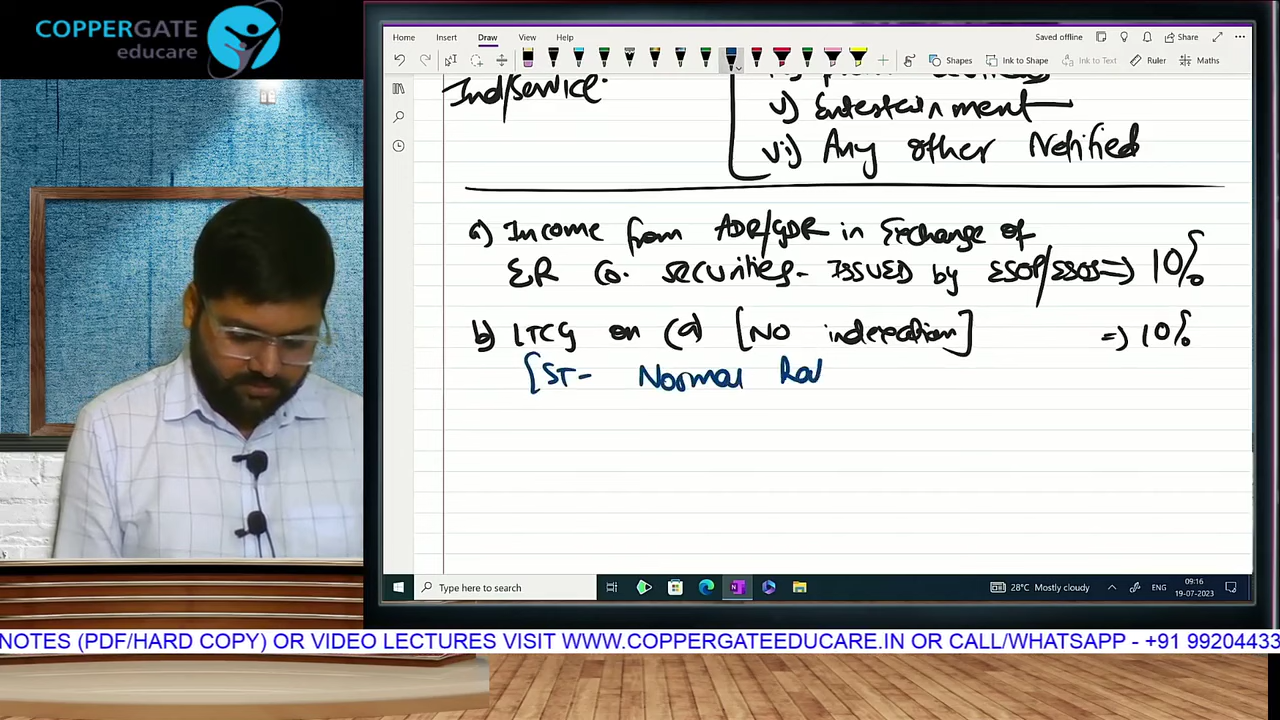 COPPERGATE
educare
Home Insert Draw View Help
Saved offline
Share
Shapes Ink to Shape Ink to Text Ruler Maths
Ind/Service.
v) Entertainment
vi) Any other Notified
a) Income from ADR/GDR in Exchange of
ER Co. securities - ISSUED by ESOP/ESOS => 10%
b) LTCG on (a) [NO indexation] => 10%
[ST- Normal Rat
Type here to search
28°C Mostly cloudy
ENG
09:16
19-07-2023
NOTES (PDF/HARD COPY) OR VIDEO LECTURES VISIT WWW.COPPERGATEEDUCARE.IN OR CALL/WHATSAPP - +91 99204433